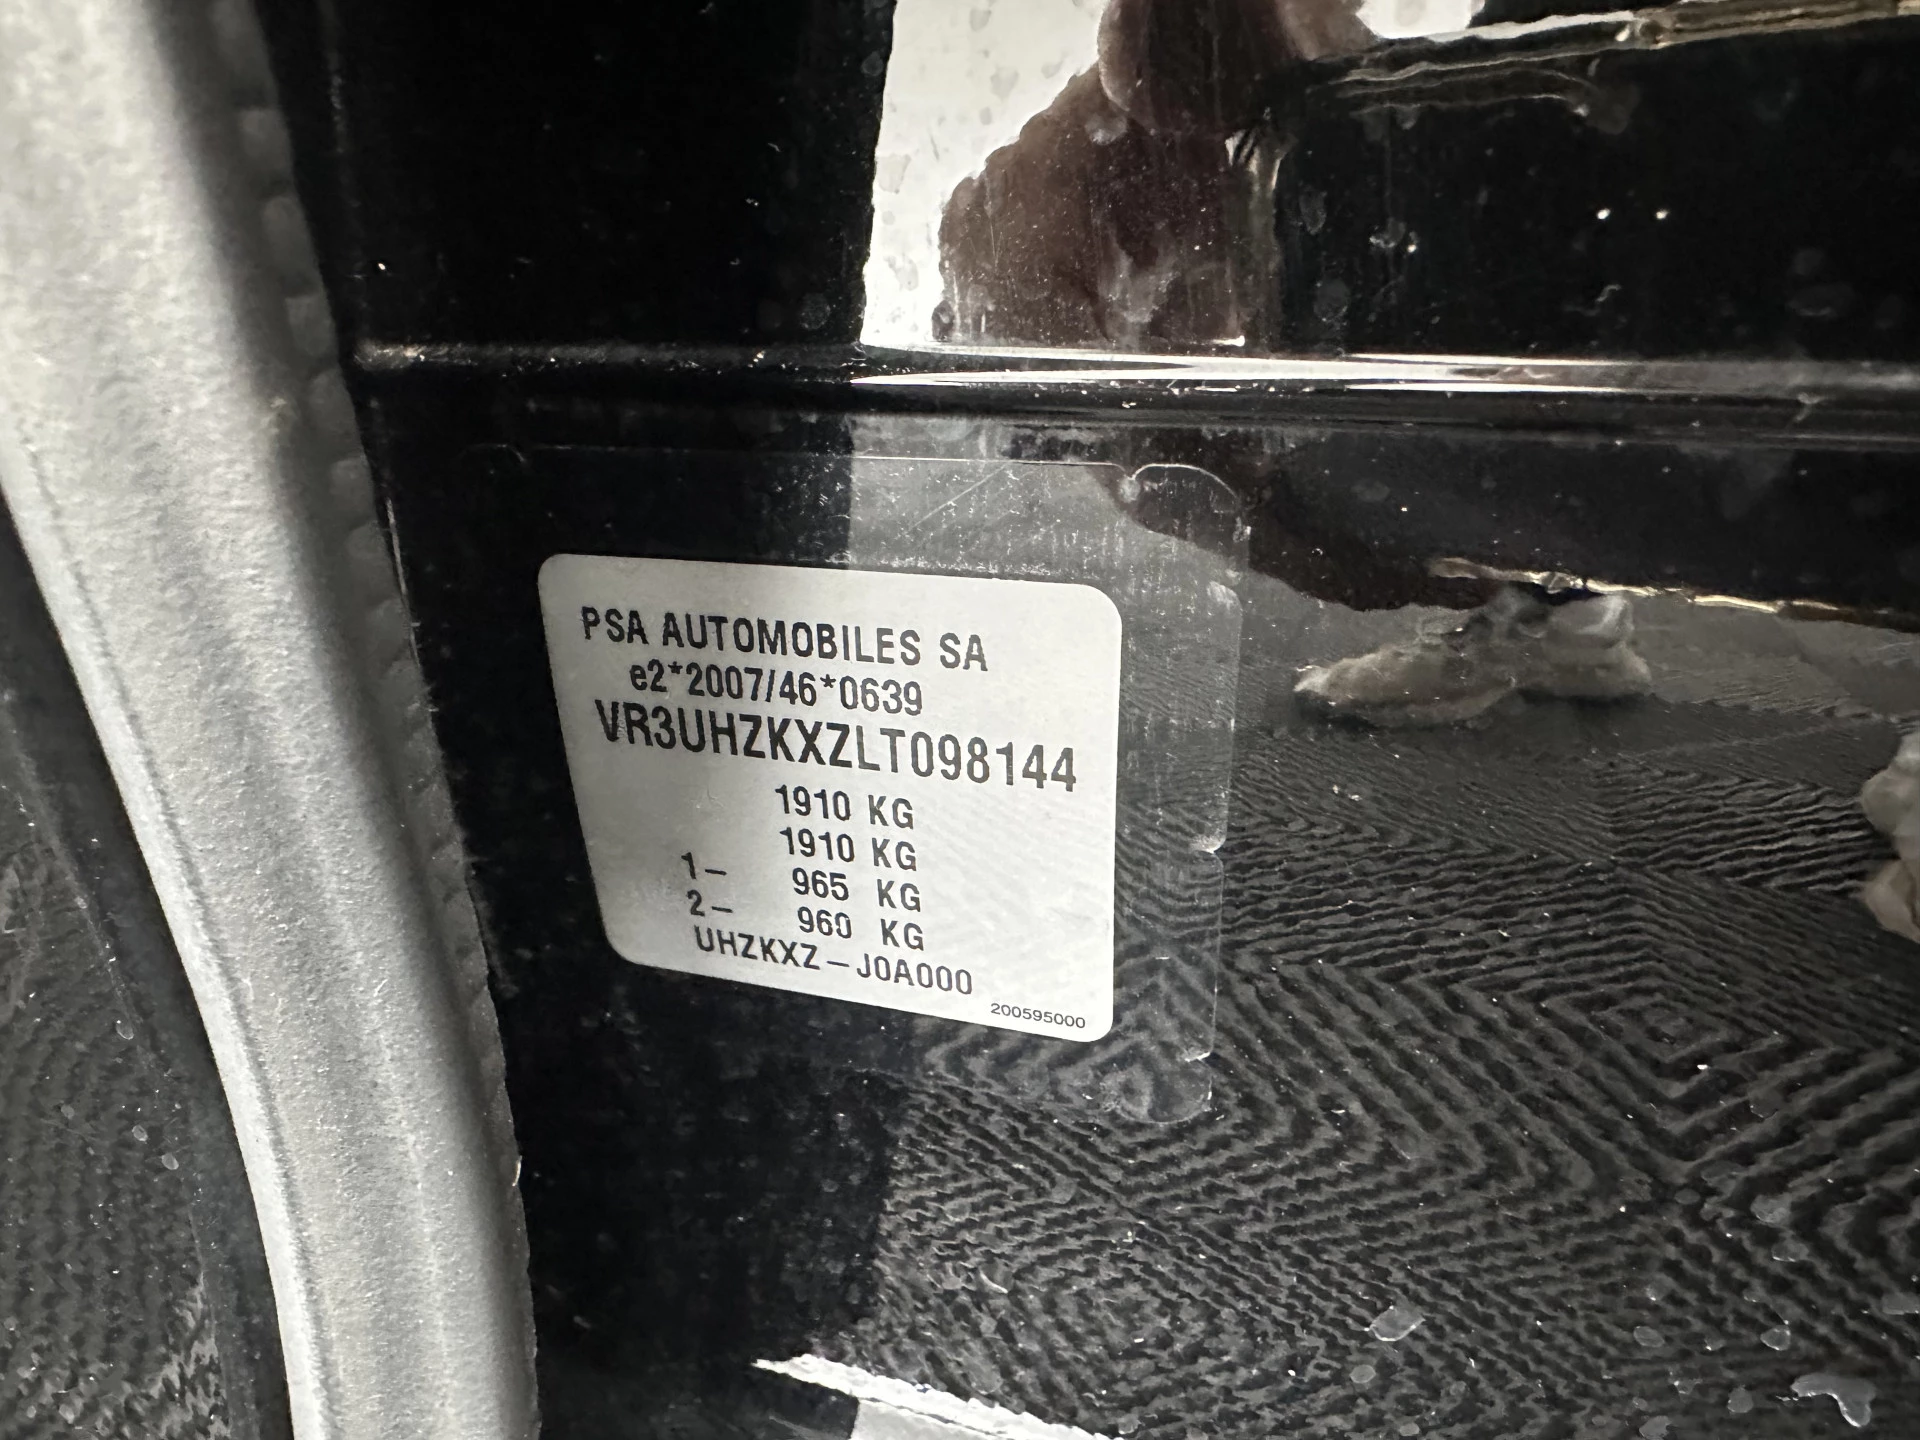 PSA AUTOMOBILES SA
e2*2007/46*0639
VR3UHZKXZLT098144
1910 KG
1910 KG
1– 965 KG
2– 960 KG
UHZKXZ–J0A000
200595000